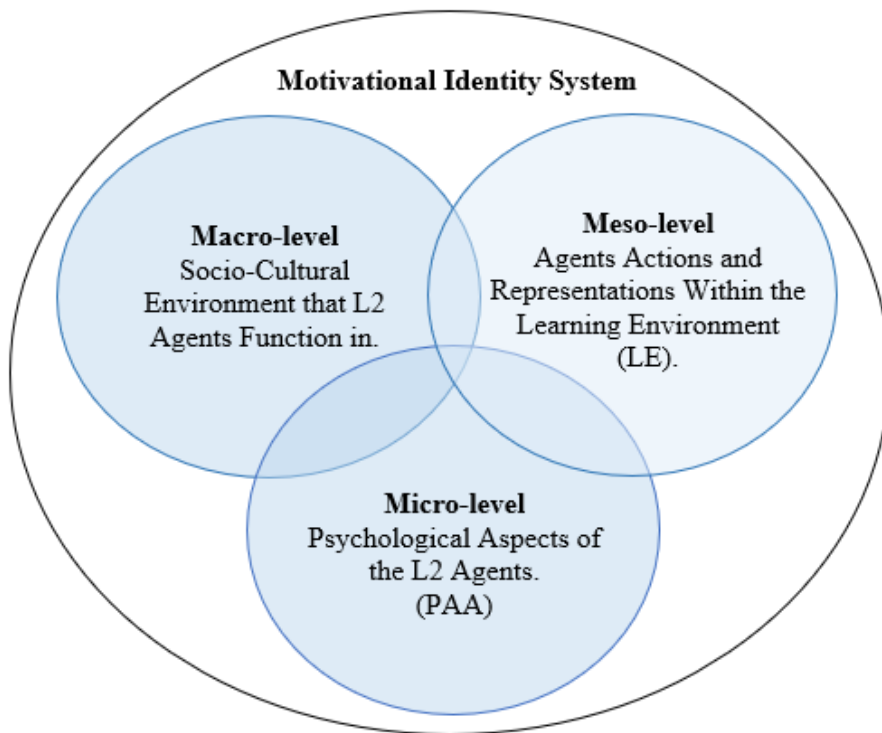 Motivational Identity System
Macro-level
Socio-Cultural
Environment that L2
Agents Function in.
Meso-level
Agents Actions and
Representations Within the
Learning Environment
(LE).
Micro-level
Psychological Aspects of
the L2 Agents.
(PAA)